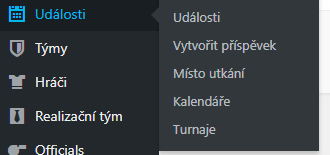 Události
Týmy
Hráči
Realizační tým
Officials
Události
Vytvořit příspěvek
Místo utkání
Kalendáře
Turnaje